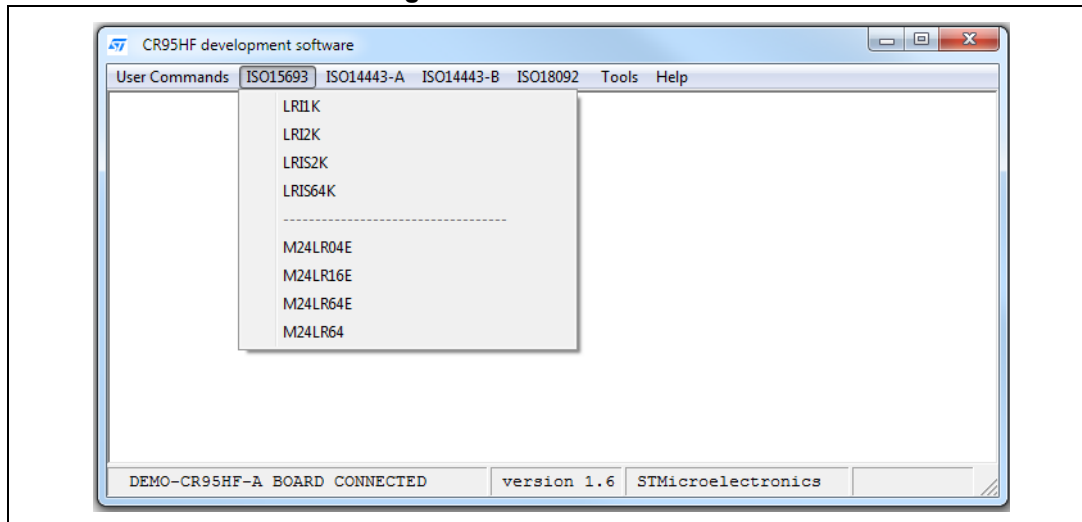 CR95HF development software
User Commands ISO15693 ISO14443-A ISO14443-B ISO18092 Tools Help
LRI1K
LRI2K
LRIS2K
LRIS64K
-----------------------------------
M24LR04E
M24LR16E
M24LR64E
M24LR64
DEMO-CR95HF-A BOARD CONNECTED version 1.6 STMicroelectronics